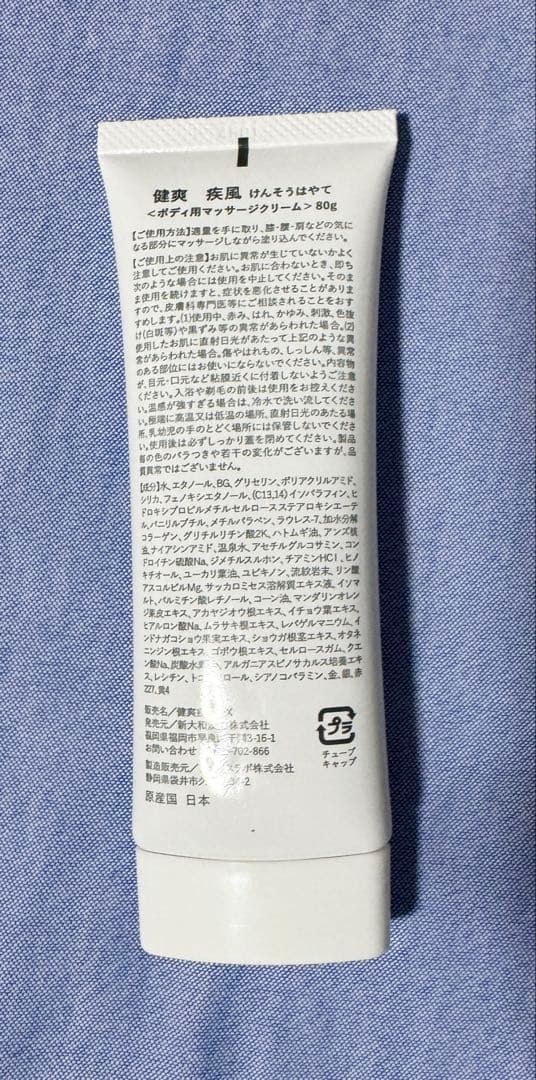 健爽 疾風 けんそうはやて
<ボディ用マッサージクリーム> 80g
【ご使用方法】適量を手に取り、膝・腰・肩などの気に
なる部分にマッサージしながら塗り込んでください。
【ご使用上の注意】お肌に異常が生じていないかよく
注意してご使用ください。お肌に合わないとき、即ち
次のような場合には使用を中止してください。そのま
ま使用を続けますと、症状を悪化させることがありま
すので、皮膚科専門医等にご相談されることをおす
すめします。(1)使用中、赤み、はれ、かゆみ、刺激、色抜
け(白斑等)や黒ずみ等の異常があらわれた場合。(2)
使用したお肌に直射日光があたって上記のような異
常があらわれた場合。傷やはれもの、しっしん等、異常
のある部位にはお使いにならないでください。内容物
が、目元・口元など粘膜近くに付着しないようご注意
ください。入浴や剃毛の前後は使用をお控えくださ
い。温感が強すぎる場合は、冷水で洗い流してくださ
い。極端に高温又は低温の場所、直射日光のあたる場
所、乳幼児の手のとどく場所には保管しないでくださ
い。使用後は必ずしっかり蓋を閉めてください。製品
毎の色のバラつきや若干の変化がございますが、品
質異常ではございません。
【成分】水、エタノール、BG、グリセリン、ポリアクリルアミド、
シリカ、フェノキシエタノール、(C13,14)イソパラフィン、ヒ
ドロキシプロピルメチルセルロースステアロキシエーテ
ル、バニリルブチル、メチルパラベン、ラウレス-7、加水分解
コラーゲン、グリチルリチン酸2K、ハトムギ油、アンズ核
油、ナイアシンアミド、温泉水、アセチルグルコサミン、コン
ドロイチン硫酸Na、ジメチルスルホン、チアミンHCl、ヒノ
キチオール、ユーカリ葉油、ユビキノン、流紋岩末、リン酸
アスコルビルMg、サッカロミセス溶解質エキス液、イソマ
ルト、パルミチン酸レチノール、コーン油、マンダリンオレン
ジ果皮エキス、アカヤジオウ根エキス、イチョウ葉エキス、
ヒアルロン酸Na、ムラサキ根エキス、レパゲルマニウム、イ
ンドナガコショウ果実エキス、ショウガ根茎エキス、オタネ
ニンジン根エキス、ゴボウ根エキス、セルロースガム、クエ
ン酸Na、炭酸水素、アルガニアスピノサカルス培養エキ
ス、レシチン、トコ ロール、シアノコバラミン、金、銀、赤
227、黄4
販売名/健爽 X
発売元/新大和 株式会社
福岡県福岡市早良 43-16-1
お問い合わせ -702-866
製造販売元/ ラボ株式会社
静岡県袋井市久 -2
原産国 日本
プラ
チューブ
キャップ